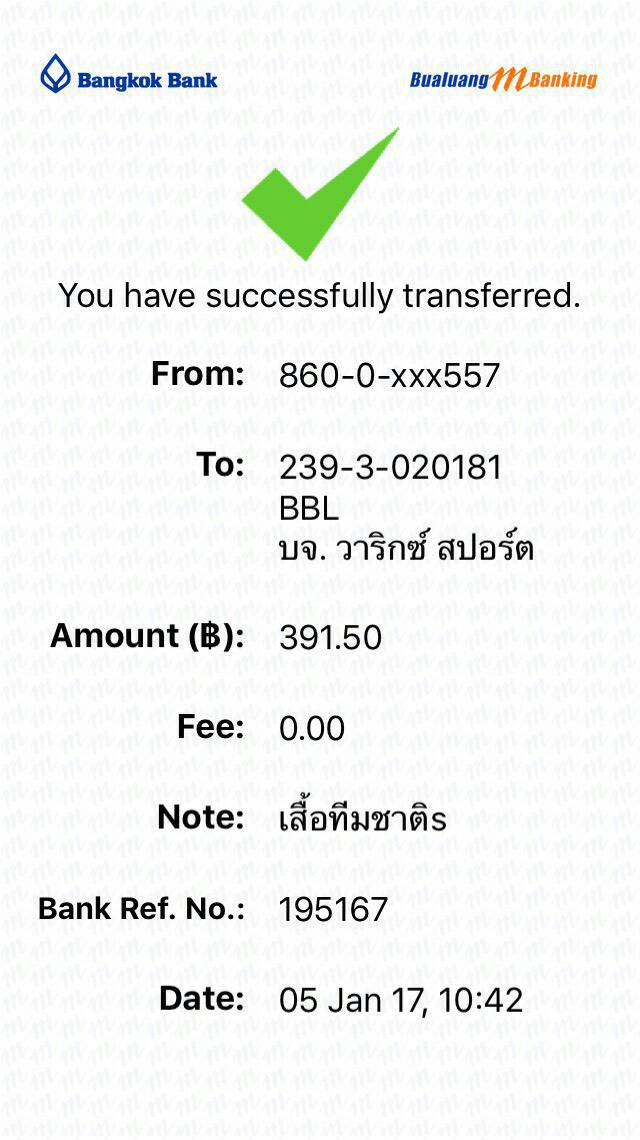 Bangkok Bank
Bualuang mBanking
You have successfully transferred.
From: 860-0-xxx557
To: 239-3-020181
BBL
บจ. วาริกซ์ สปอร์ต
Amount (฿): 391.50
Fee: 0.00
Note: เสื้อทีมชาติs
Bank Ref. No.: 195167
Date: 05 Jan 17, 10:42